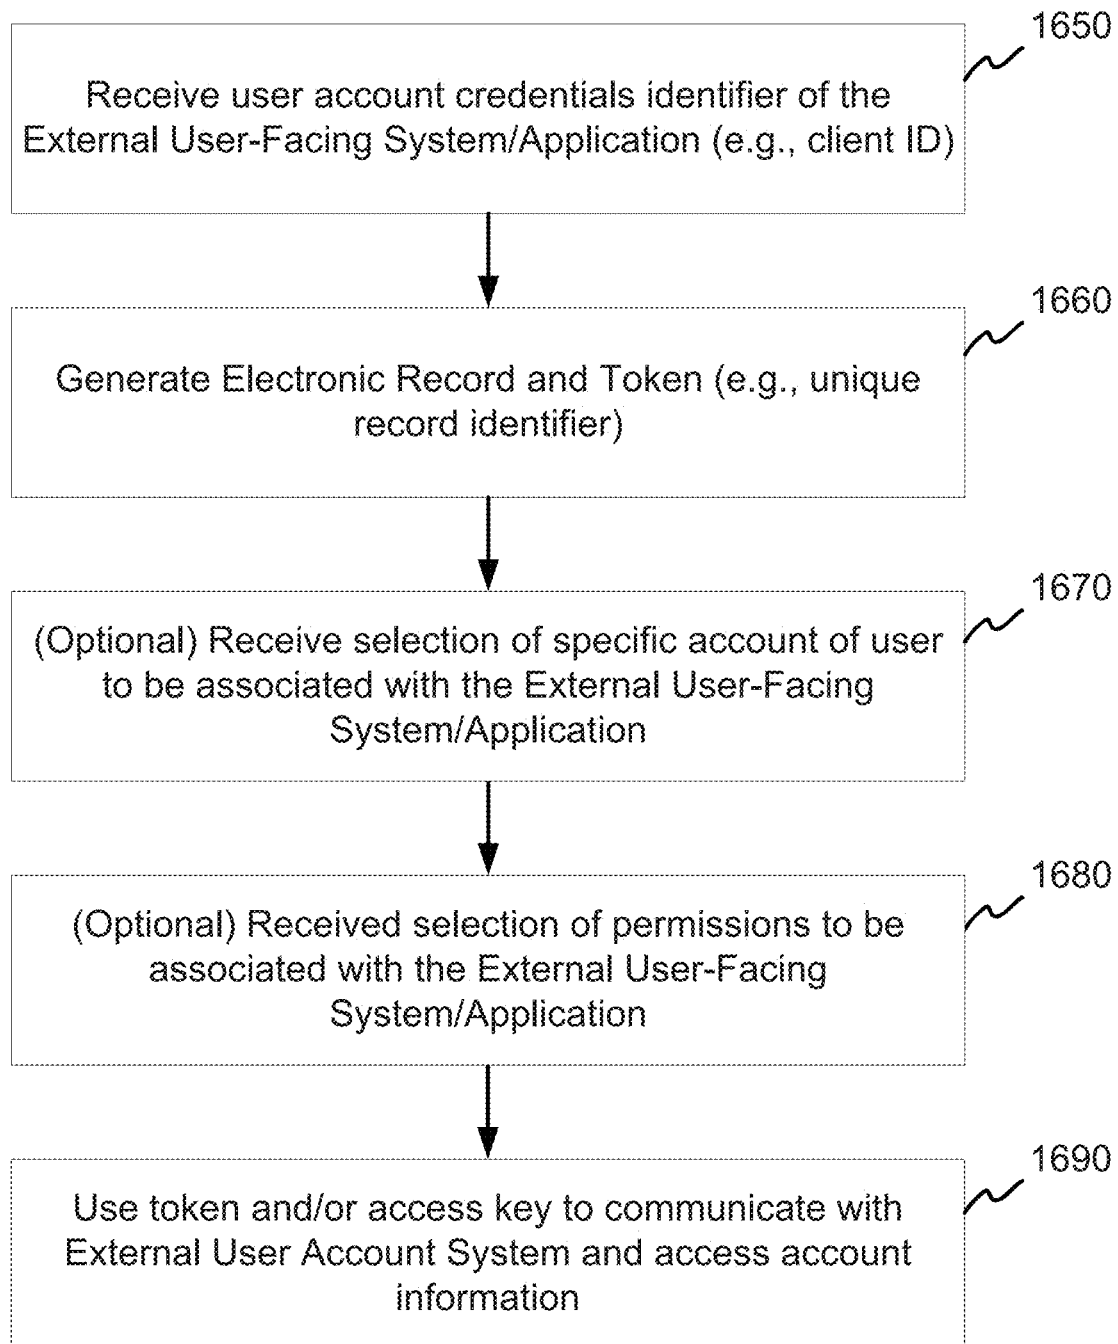 1650
Receive user account credentials identifier of the
External User-Facing System/Application (e.g., client ID)
1660
Generate Electronic Record and Token (e.g., unique
record identifier)
1670
(Optional) Receive selection of specific account of user
to be associated with the External User-Facing
System/Application
1680
(Optional) Received selection of permissions to be
associated with the External User-Facing
System/Application
1690
Use token and/or access key to communicate with
External User Account System and access account
information